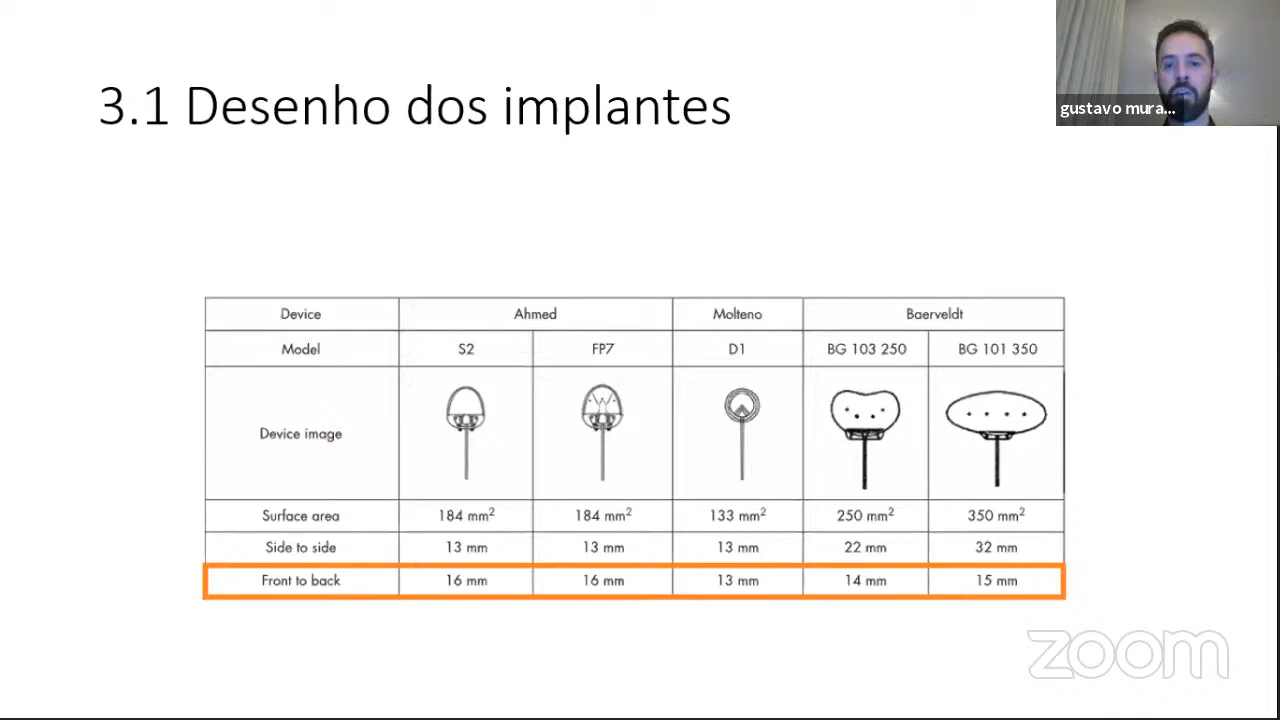 3.1 Desenho dos implantes
gustavo mura...
Device Ahmed Molteno Baerveldt
Model S2 FP7 D1 BG 103 250 BG 101 350
Device image
Surface area 184 mm² 184 mm² 133 mm² 250 mm² 350 mm²
Side to side 13 mm 13 mm 13 mm 22 mm 32 mm
Front to back 16 mm 16 mm 13 mm 14 mm 15 mm
zoom